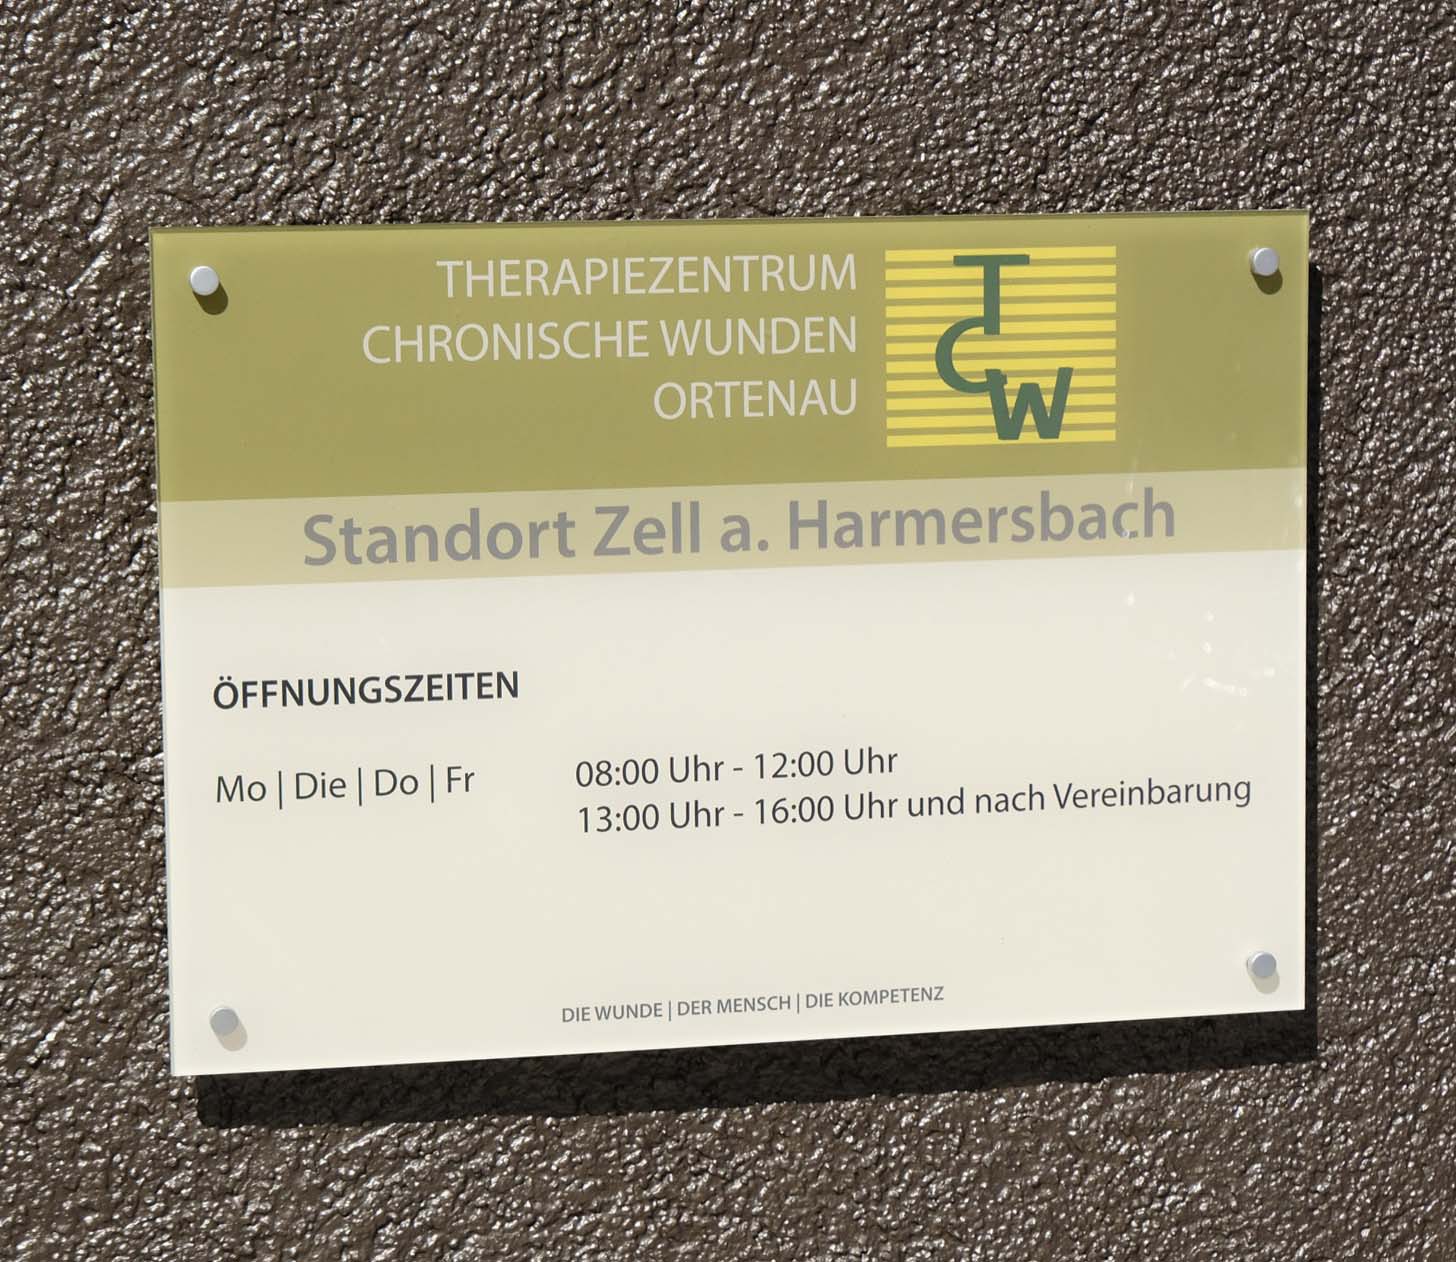 THERAPIEZENTRUM
CHRONISCHE WUNDEN
ORTENAU
TCW
Standort Zell a. Harmersbach
ÖFFNUNGSZEITEN
Mo | Die | Do | Fr 08:00 Uhr - 12:00 Uhr
13:00 Uhr - 16:00 Uhr und nach Vereinbarung
DIE WUNDE | DER MENSCH | DIE KOMPETENZ